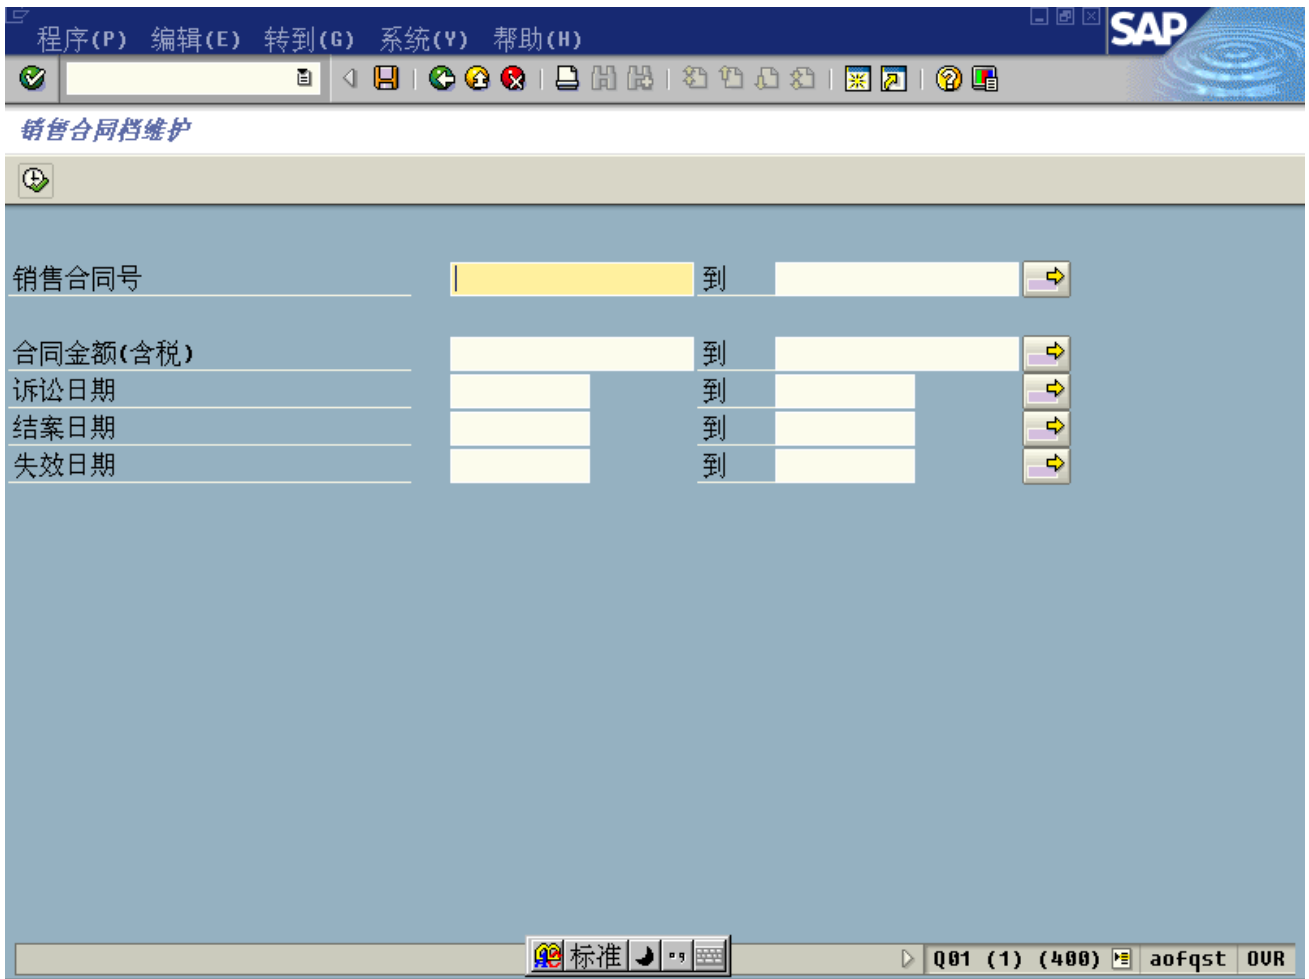 程序(P) 编辑(E) 转到(G) 系统(Y) 帮助(H)
SAP
销售合同档维护
销售合同号 到
合同金额(含税) 到
诉讼日期 到
结案日期 到
失效日期 到
标准
Q01 (1) (400) aofqst OVR